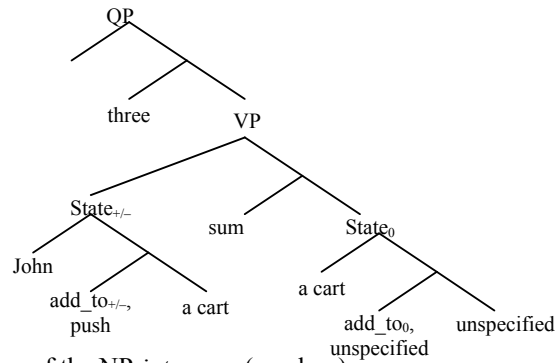 QP
three
VP
State+/–
sum
State0
John
a cart
add_to+/–,
push
a cart
add_to0,
unspecified
unspecified